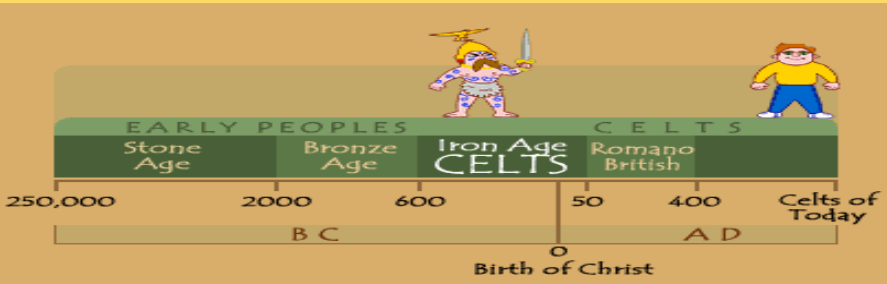 EARLY PEOPLES CELTS
Stone Age
Bronze Age
Iron Age CELTS
Romano British
250,000 2000 600 50 400 Celts of Today
BC AD
0
Birth of Christ